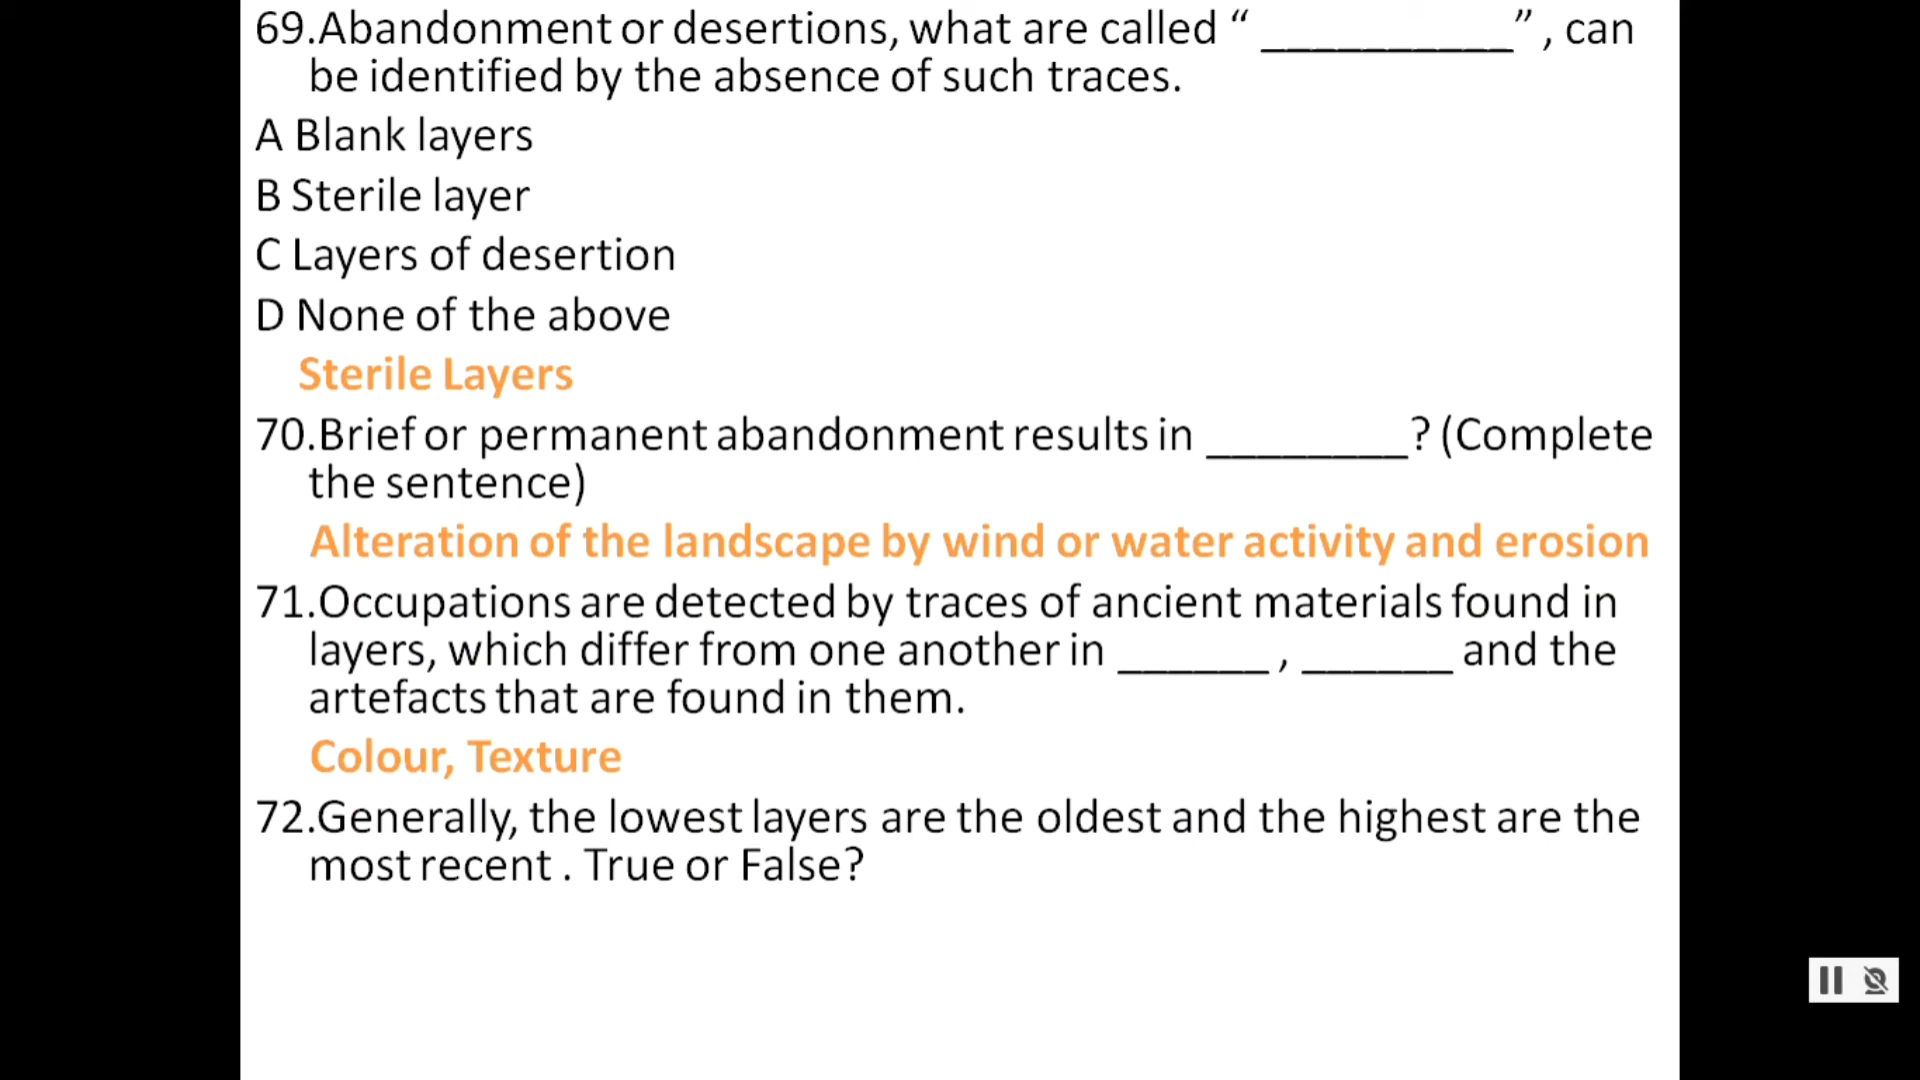 69.Abandonment or desertions, what are called “ __________” , can
be identified by the absence of such traces.
A Blank layers
B Sterile layer
C Layers of desertion
D None of the above
Sterile Layers
70.Brief or permanent abandonment results in ________? (Complete
the sentence)
Alteration of the landscape by wind or water activity and erosion
71.Occupations are detected by traces of ancient materials found in
layers, which differ from one another in ______ , ______ and the
artefacts that are found in them.
Colour, Texture
72.Generally, the lowest layers are the oldest and the highest are the
most recent . True or False?